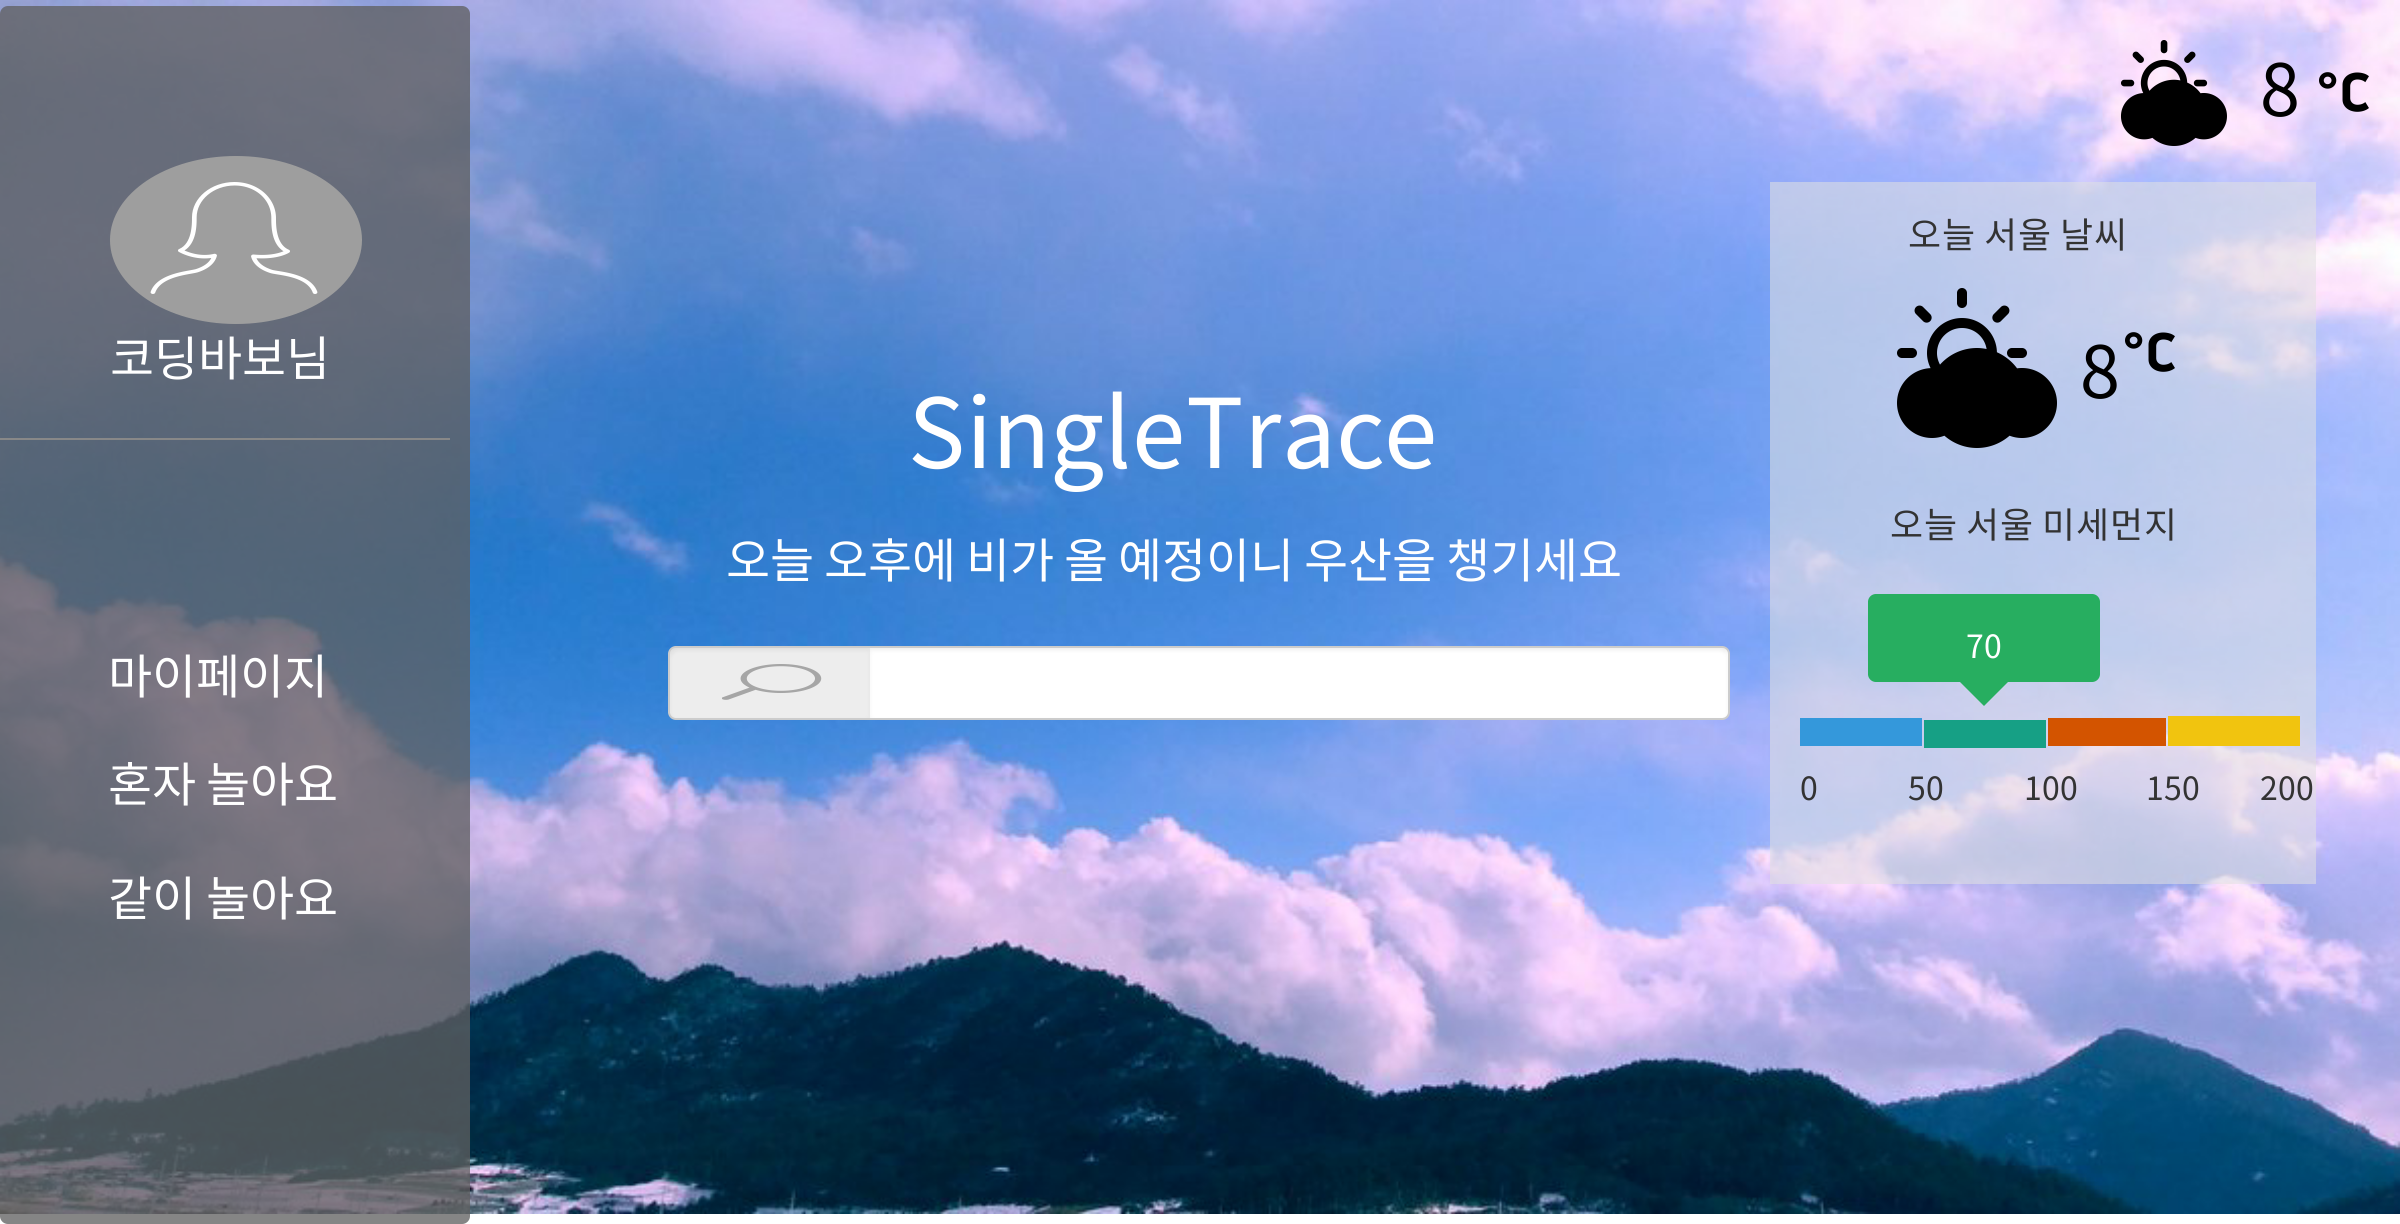 8 °C
코딩바보님
마이페이지
혼자 놀아요
같이 놀아요
SingleTrace
오늘 오후에 비가 올 예정이니 우산을 챙기세요
오늘 서울 날씨
8 °C
오늘 서울 미세먼지
70
0 50 100 150 200